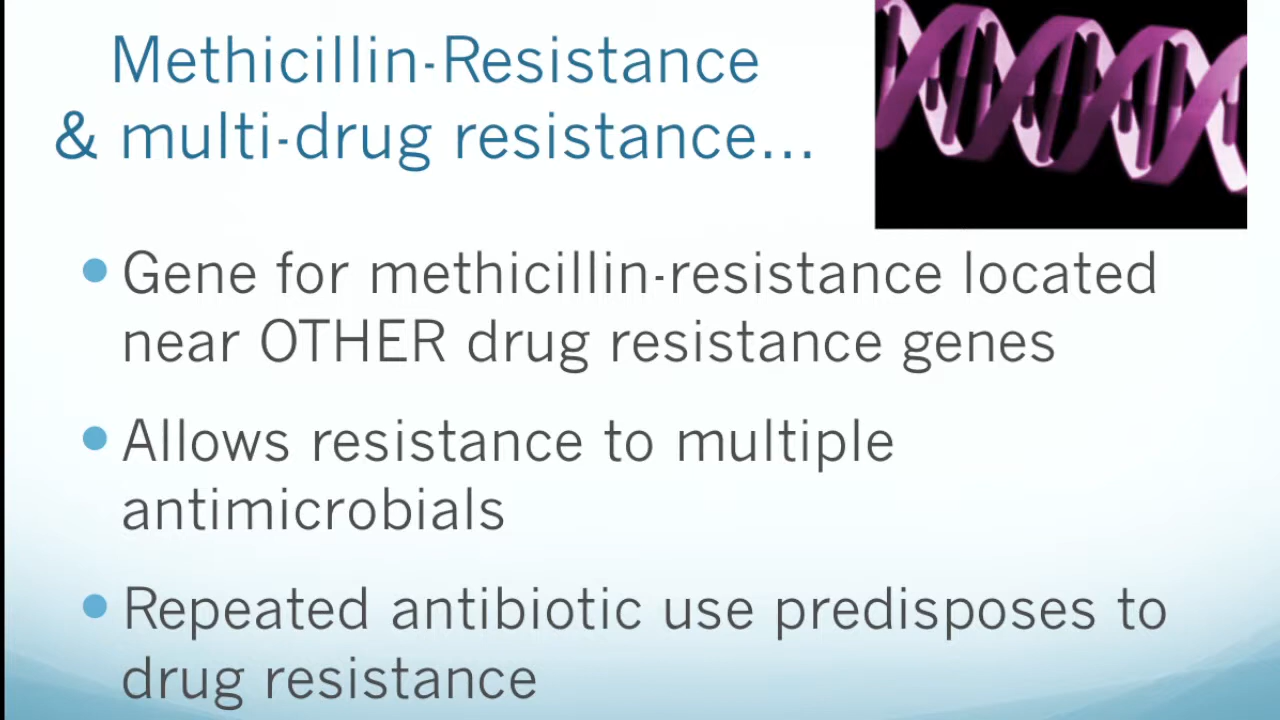 Methicillin-Resistance
& multi-drug resistance...
• Gene for methicillin-resistance located
near OTHER drug resistance genes
• Allows resistance to multiple
antimicrobials
• Repeated antibiotic use predisposes to
drug resistance